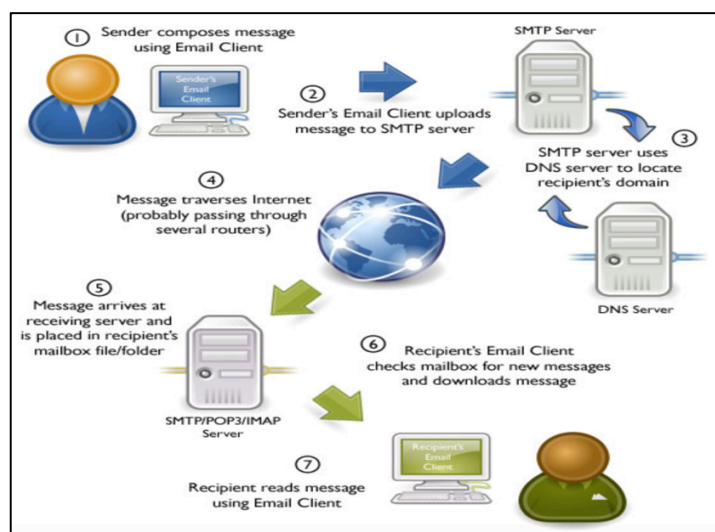 ①
Sender composes message
using Email Client
Sender's
Email
Client
②
Sender's Email Client uploads
message to SMTP server
SMTP Server
③
SMTP server uses
DNS server to locate
recipient's domain
DNS Server
④
Message traverses Internet
(probably passing through
several routers)
⑤
Message arrives at
receiving server and
is placed in recipient's
mailbox file/folder
SMTP/POP3/IMAP
Server
⑥
Recipient's Email Client
checks mailbox for new messages
and downloads message
⑦
Recipient reads message
using Email Client
Recipient's
Email
Client